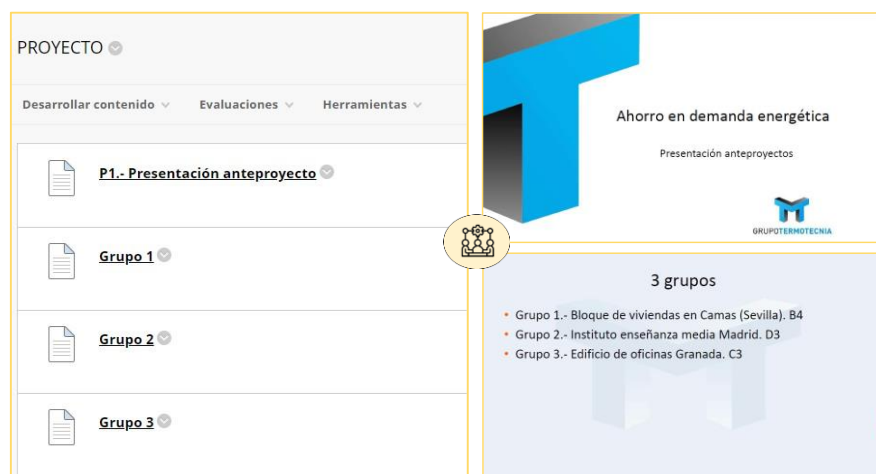 PROYECTO
Desarrollar contenido Evaluaciones Herramientas
P1.- Presentación anteproyecto
Grupo 1
Grupo 2
Grupo 3
Ahorro en demanda energética
Presentación anteproyectos
GRUPOTERMOTECNIA
3 grupos
• Grupo 1.- Bloque de viviendas en Camas (Sevilla). B4
• Grupo 2.- Instituto enseñanza media Madrid. D3
• Grupo 3.- Edificio de oficinas Granada. C3